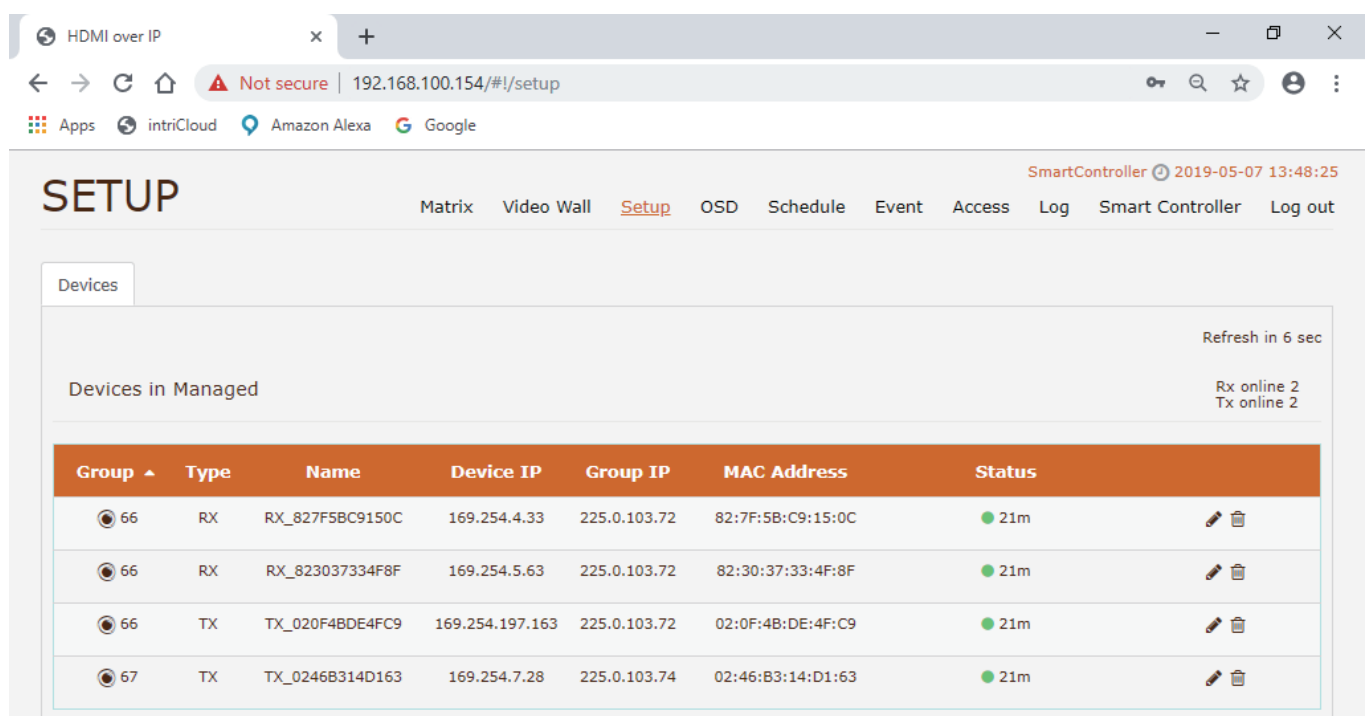 HDMI over IP
Not secure | 192.168.100.154/#!/setup
Apps intriCloud Amazon Alexa Google
SmartController 2019-05-07 13:48:25
SETUP
Matrix Video Wall Setup OSD Schedule Event Access Log Smart Controller Log out
Devices
Refresh in 6 sec
Devices in Managed
Rx online 2
Tx online 2
Group Type Name Device IP Group IP MAC Address Status
66 RX RX_827F5BC9150C 169.254.4.33 225.0.103.72 82:7F:5B:C9:15:0C 21m
66 RX RX_823037334F8F 169.254.5.63 225.0.103.72 82:30:37:33:4F:8F 21m
66 TX TX_020F4BDE4FC9 169.254.197.163 225.0.103.72 02:0F:4B:DE:4F:C9 21m
67 TX TX_0246B314D163 169.254.7.28 225.0.103.74 02:46:B3:14:D1:63 21m